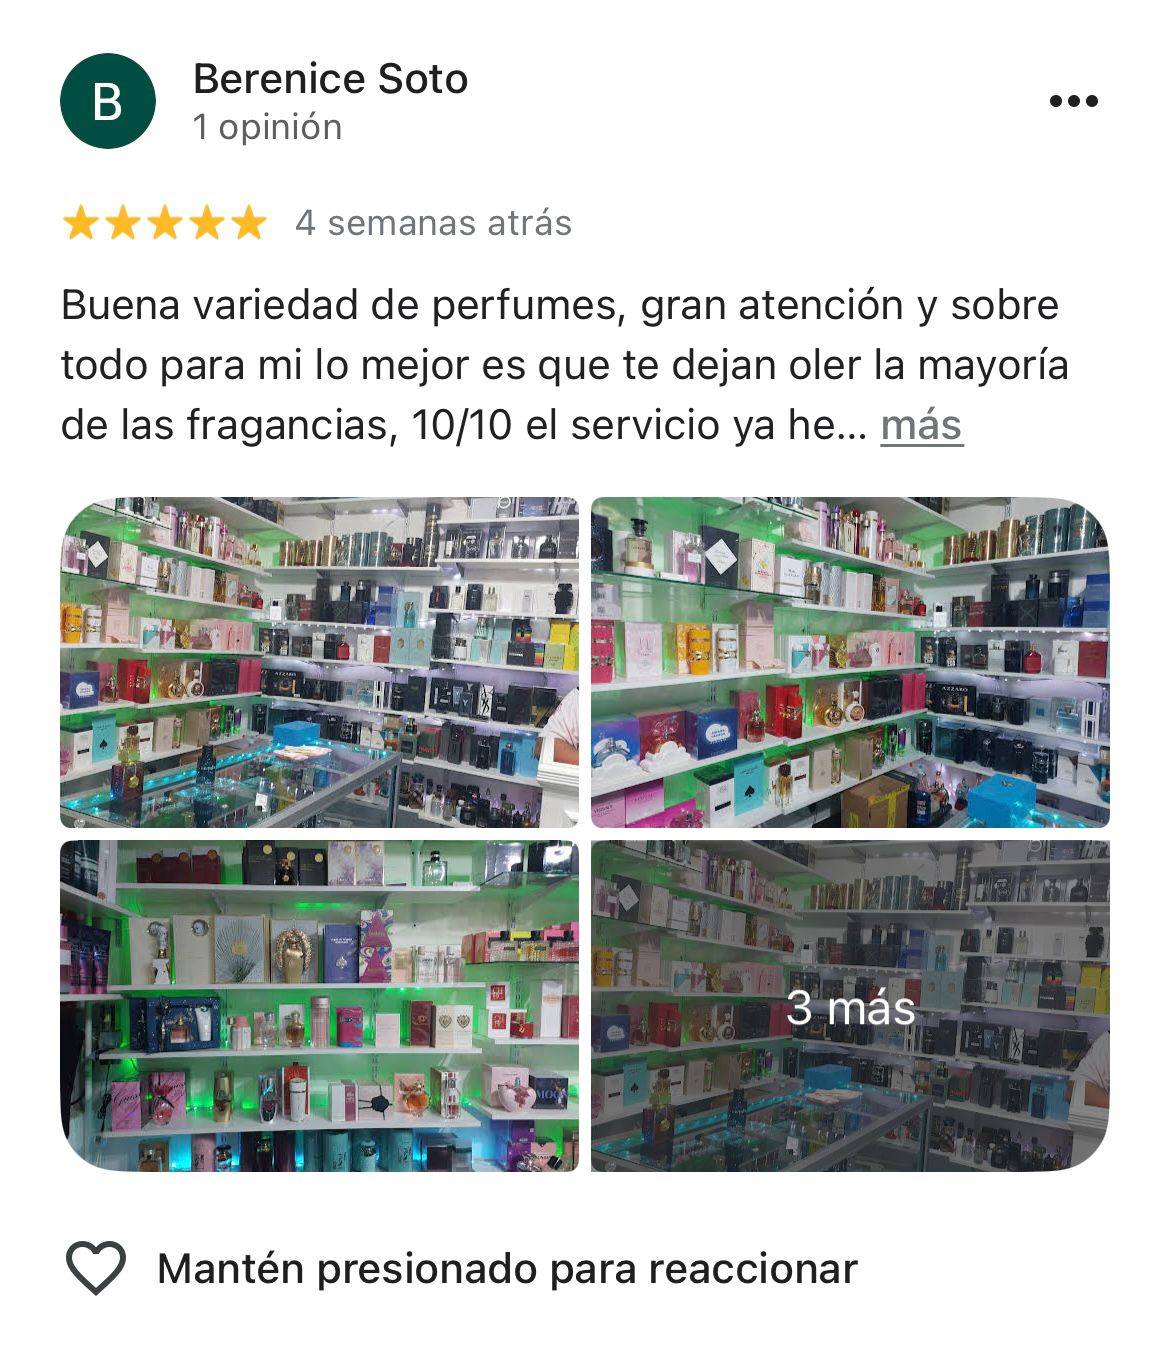 B
Berenice Soto
1 opinión
4 semanas atrás
Buena variedad de perfumes, gran atención y sobre
todo para mi lo mejor es que te dejan oler la mayoría
de las fragancias, 10/10 el servicio ya he... más
AZZARO
AZZARO
MOON
3 más
Mantén presionado para reaccionar